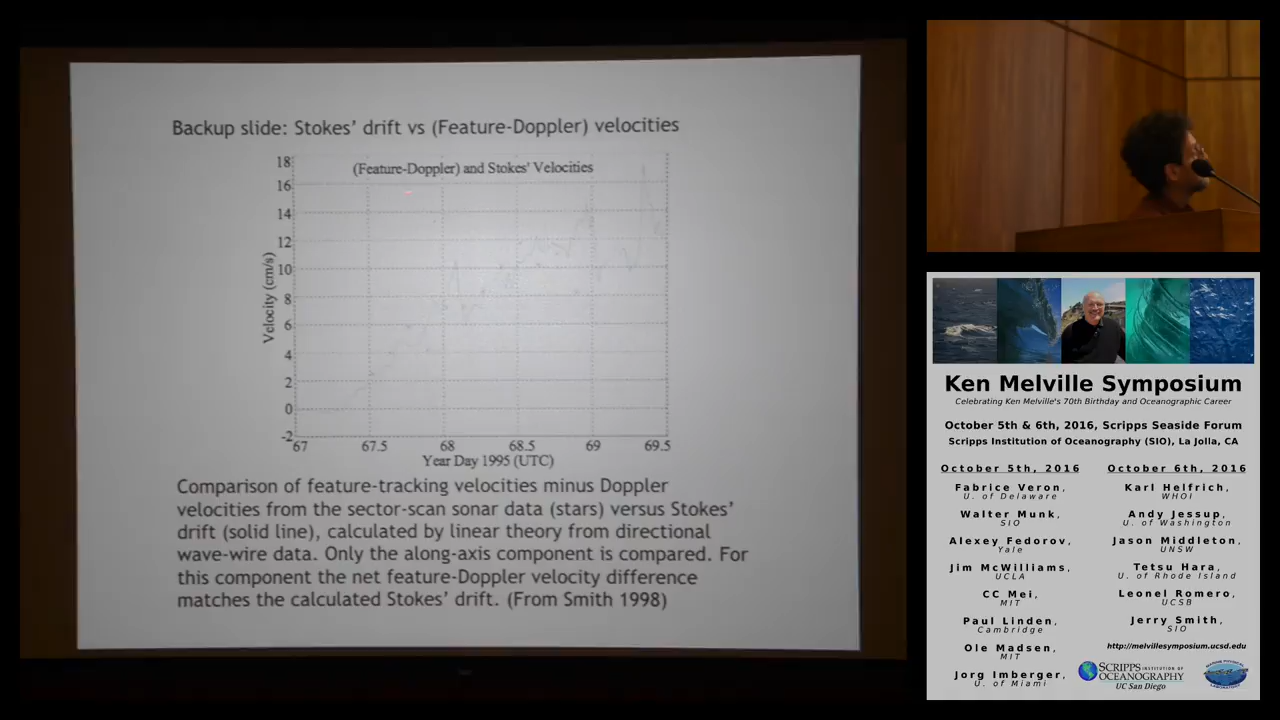 Backup slide: Stokes’ drift vs (Feature-Doppler) velocities
(Feature-Doppler) and Stokes' Velocities
18
16
14
12
10
8
6
4
2
0
-2
Velocity (cm/s)
67 67.5 68 68.5 69 69.5
Year Day 1995 (UTC)
Comparison of feature-tracking velocities minus Doppler
velocities from the sector-scan sonar data (stars) versus Stokes’
drift (solid line), calculated by linear theory from directional
wave-wire data. Only the along-axis component is compared. For
this component the net feature-Doppler velocity difference
matches the calculated Stokes’ drift. (From Smith 1998)
Ken Melville Symposium
Celebrating Ken Melville's 70th Birthday and Oceanographic Career
October 5th & 6th, 2016, Scripps Seaside Forum
Scripps Institution of Oceanography (SIO), La Jolla, CA
October 5th, 2016
Fabrice Veron,
U. of Delaware
Walter Munk,
SIO
Alexey Fedorov,
Yale
Jim McWilliams,
UCLA
CC Mei,
MIT
Paul Linden,
Cambridge
Ole Madsen,
MIT
Jorg Imberger,
U. of Miami
October 6th, 2016
Karl Helfrich,
WHOI
Andy Jessup,
U. of Washington
Jason Middleton,
UNSW
Tetsu Hara,
U. of Rhode Island
Leonel Romero,
UCSB
Jerry Smith,
SIO
http://melvillesymposium.ucsd.edu
SCRIPPS INSTITUTION OF
OCEANOGRAPHY
UC San Diego